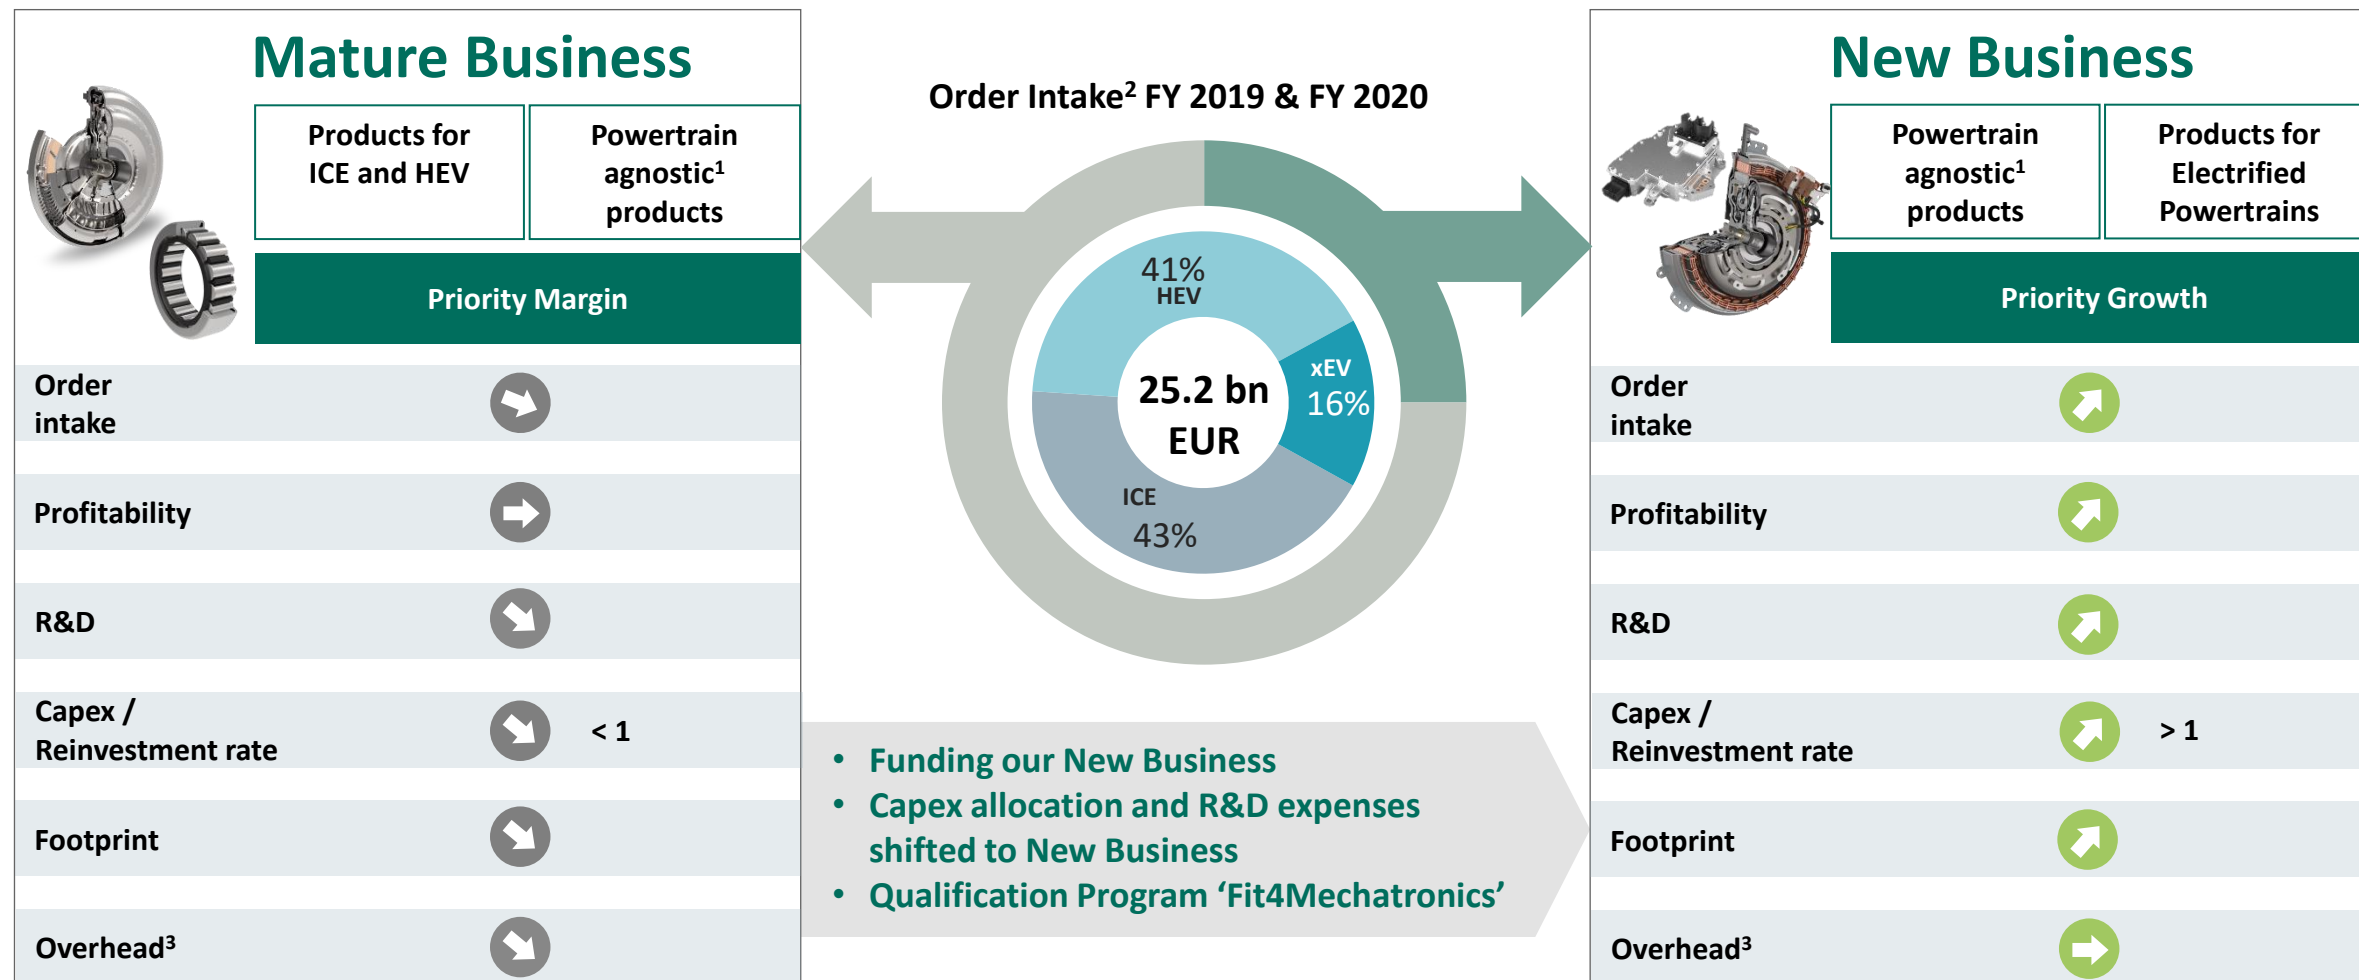 Mature Business
Products for
ICE and HEV
Powertrain
agnostic¹
products
Priority Margin
Order
intake
Profitability
R&D
Capex /
Reinvestment rate
< 1
Footprint
Overhead³
Order Intake² FY 2019 & FY 2020
41%
HEV
xEV
16%
25.2 bn
EUR
ICE
43%
• Funding our New Business
• Capex allocation and R&D expenses
shifted to New Business
• Qualification Program ‘Fit4Mechatronics’
New Business
Powertrain
agnostic¹
products
Products for
Electrified
Powertrains
Priority Growth
Order
intake
Profitability
R&D
Capex /
Reinvestment rate
> 1
Footprint
Overhead³